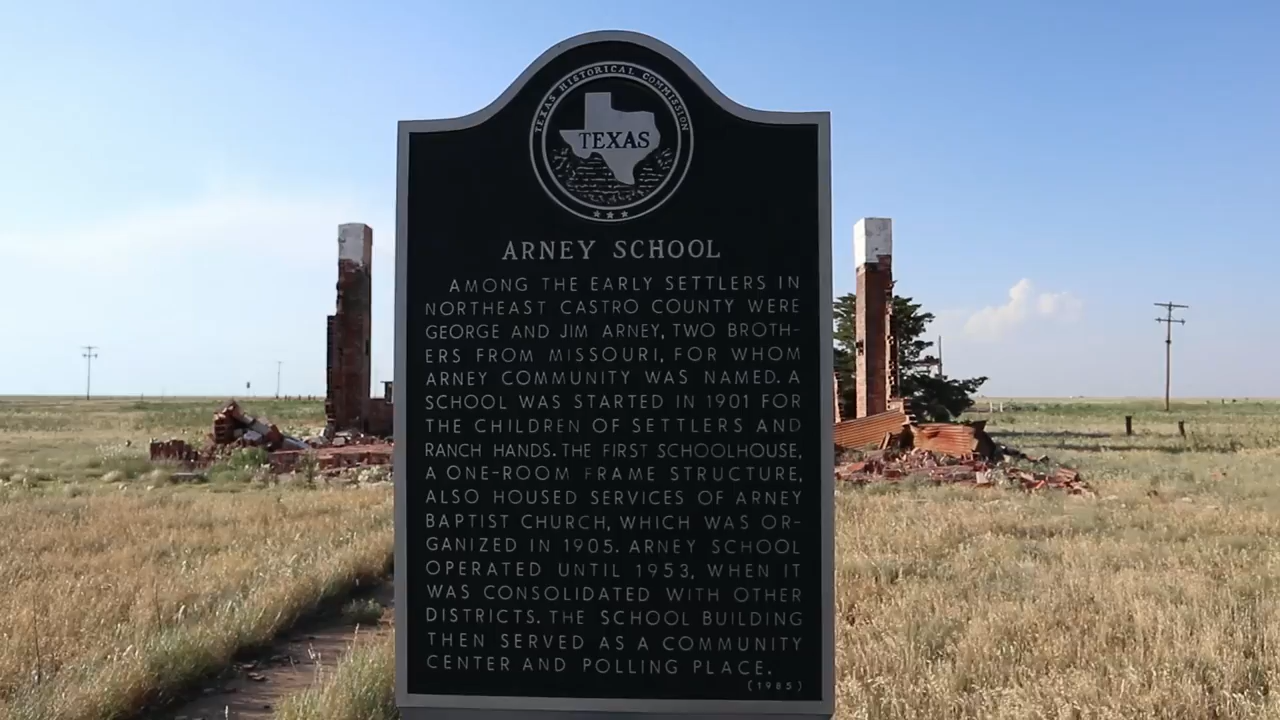 TEXAS HISTORICAL COMMISSION
TEXAS
ARNEY SCHOOL
AMONG THE EARLY SETTLERS IN
NORTHEAST CASTRO COUNTY WERE
GEORGE AND JIM ARNEY, TWO BROTH-
ERS FROM MISSOURI, FOR WHOM
ARNEY COMMUNITY WAS NAMED. A
SCHOOL WAS STARTED IN 1901 FOR
THE CHILDREN OF SETTLERS AND
RANCH HANDS. THE FIRST SCHOOLHOUSE,
A ONE-ROOM FRAME STRUCTURE,
ALSO HOUSED SERVICES OF ARNEY
BAPTIST CHURCH, WHICH WAS OR-
GANIZED IN 1905. ARNEY SCHOOL
OPERATED UNTIL 1953, WHEN IT
WAS CONSOLIDATED WITH OTHER
DISTRICTS. THE SCHOOL BUILDING
THEN SERVED AS A COMMUNITY
CENTER AND POLLING PLACE.
(1985)